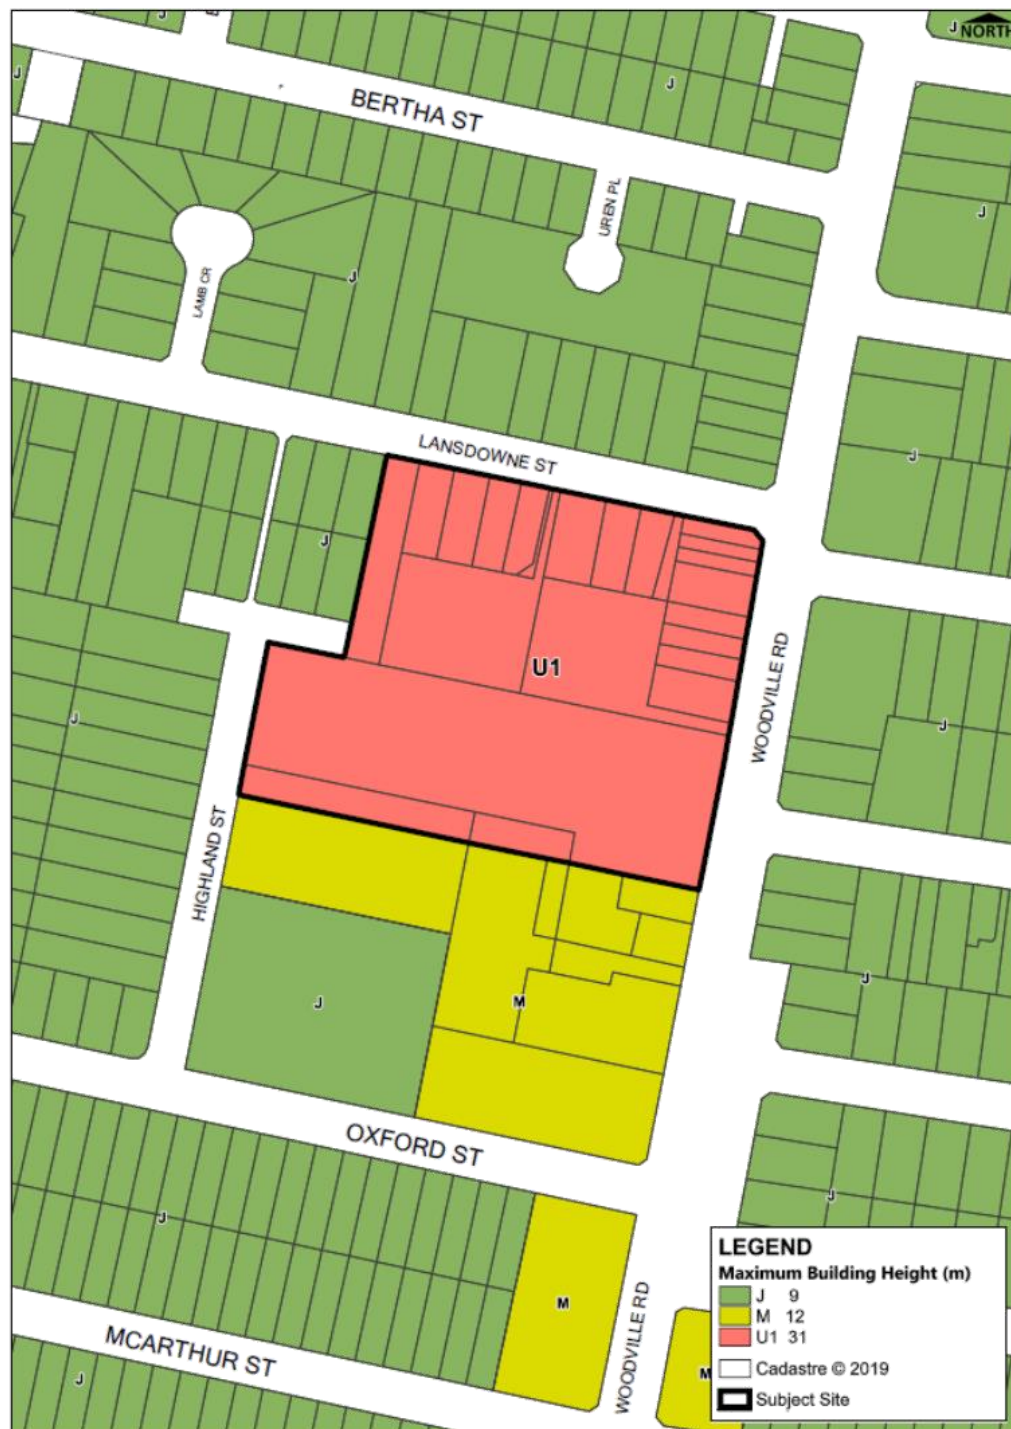 J
J
NORTH
J
J
BERTHA ST
UREN PL
J
J
LAMB CR
LANSDOWNE ST
J
J
U1
WOODVILLE RD
J
J
HIGHLAND ST
J
J
M
OXFORD ST
J
J
M
WOODVILLE RD
MCARTHUR ST
J
M
LEGEND
Maximum Building Height (m)
J 9
M 12
U1 31
Cadastre © 2019
Subject Site